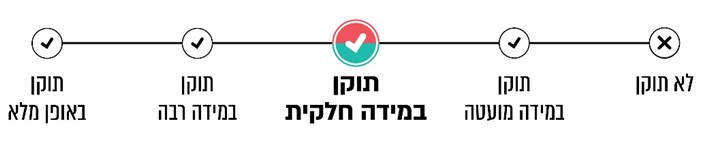 לא תוקן
תוקן
במידה מועטה
תוקן
במידה חלקית
תוקן
במידה רבה
תוקן
באופן מלא